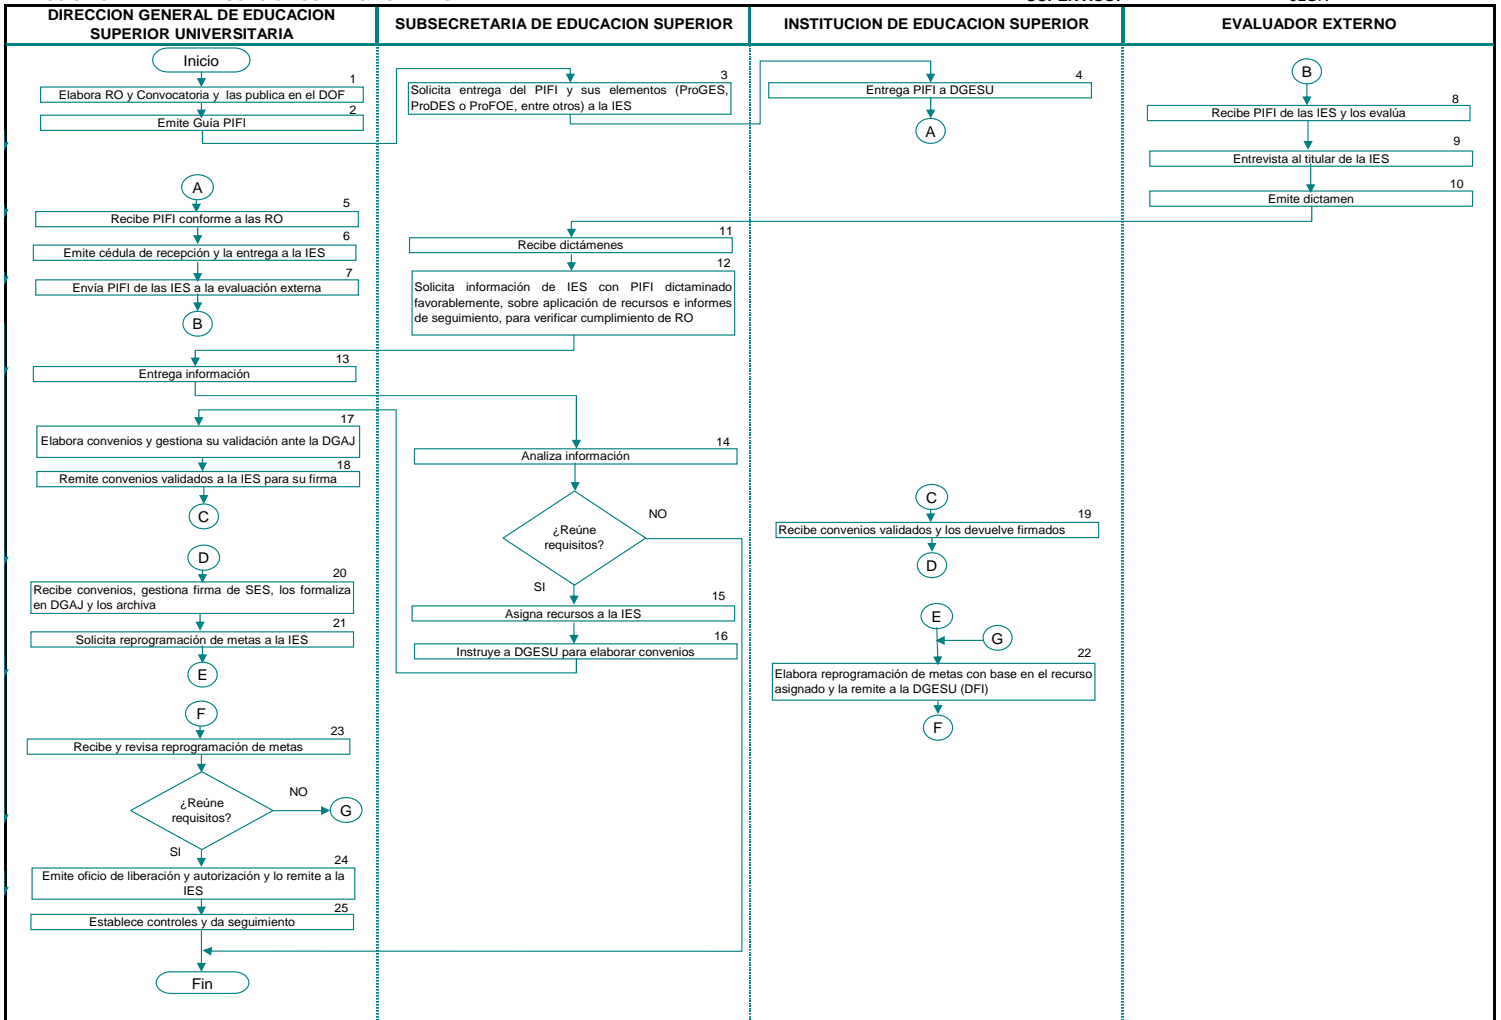 DIRECCION GENERAL DE EDUCACION
SUPERIOR UNIVERSITARIA
SUBSECRETARIA DE EDUCACION SUPERIOR
INSTITUCION DE EDUCACION SUPERIOR
EVALUADOR EXTERNO
Inicio
1
Elabora RO y Convocatoria y las publica en el DOF
2
Emite Guía PIFI
3
Solicita entrega del PIFI y sus elementos (ProGES,
ProDES o ProFOE, entre otros) a la IES
4
Entrega PIFI a DGESU
A
A
5
Recibe PIFI conforme a las RO
6
Emite cédula de recepción y la entrega a la IES
7
Envía PIFI de las IES a la evaluación externa
B
B
8
Recibe PIFI de las IES y los evalúa
9
Entrevista al titular de la IES
10
Emite dictamen
11
Recibe dictámenes
12
Solicita información de IES con PIFI dictaminado
favorablemente, sobre aplicación de recursos e informes
de seguimiento, para verificar cumplimiento de RO
13
Entrega información
14
Analiza información
¿Reúne
requisitos?
NO
SI
15
Asigna recursos a la IES
16
Instruye a DGESU para elaborar convenios
17
Elabora convenios y gestiona su validación ante la DGAJ
18
Remite convenios validados a la IES para su firma
C
C
19
Recibe convenios validados y los devuelve firmados
D
D
20
Recibe convenios, gestiona firma de SES, los formaliza
en DGAJ y los archiva
21
Solicita reprogramación de metas a la IES
E
E
G
22
Elabora reprogramación de metas con base en el recurso
asignado y la remite a la DGESU (DFI)
F
F
23
Recibe y revisa reprogramación de metas
¿Reúne
requisitos?
NO
G
SI
24
Emite oficio de liberación y autorización y lo remite a la
IES
25
Establece controles y da seguimiento
Fin